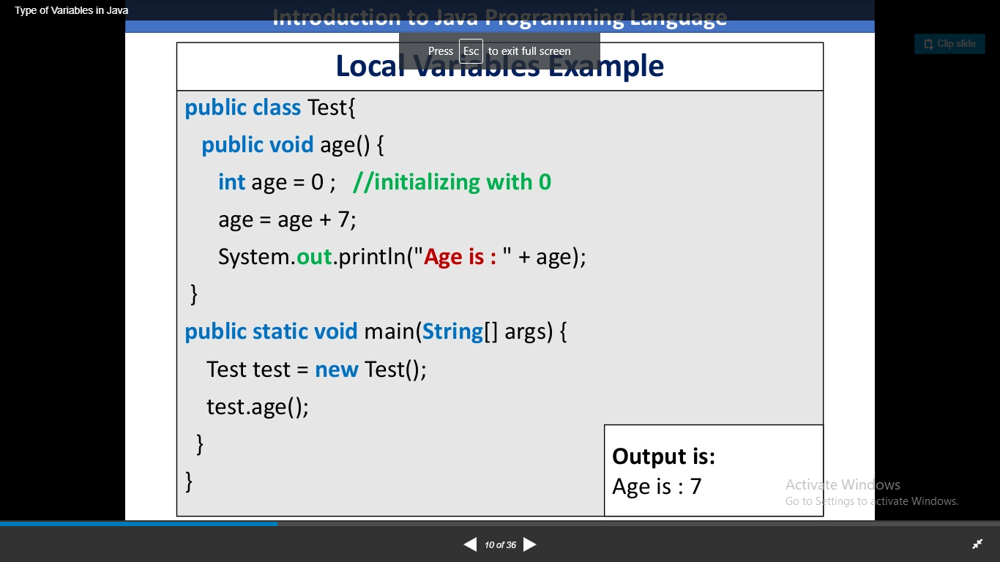 Type of Variables in Java
Introduction to Java Programming Language
Press Esc to exit full screen
Clip slide
Local Variables Example
public class Test{
public void age() {
int age = 0 ; //initializing with 0
age = age + 7;
System.out.println("Age is : " + age);
}
public static void main(String[] args) {
Test test = new Test();
test.age();
}
}
Output is:
Age is : 7
Activate Windows
Go to Settings to activate Windows.
10 of 36